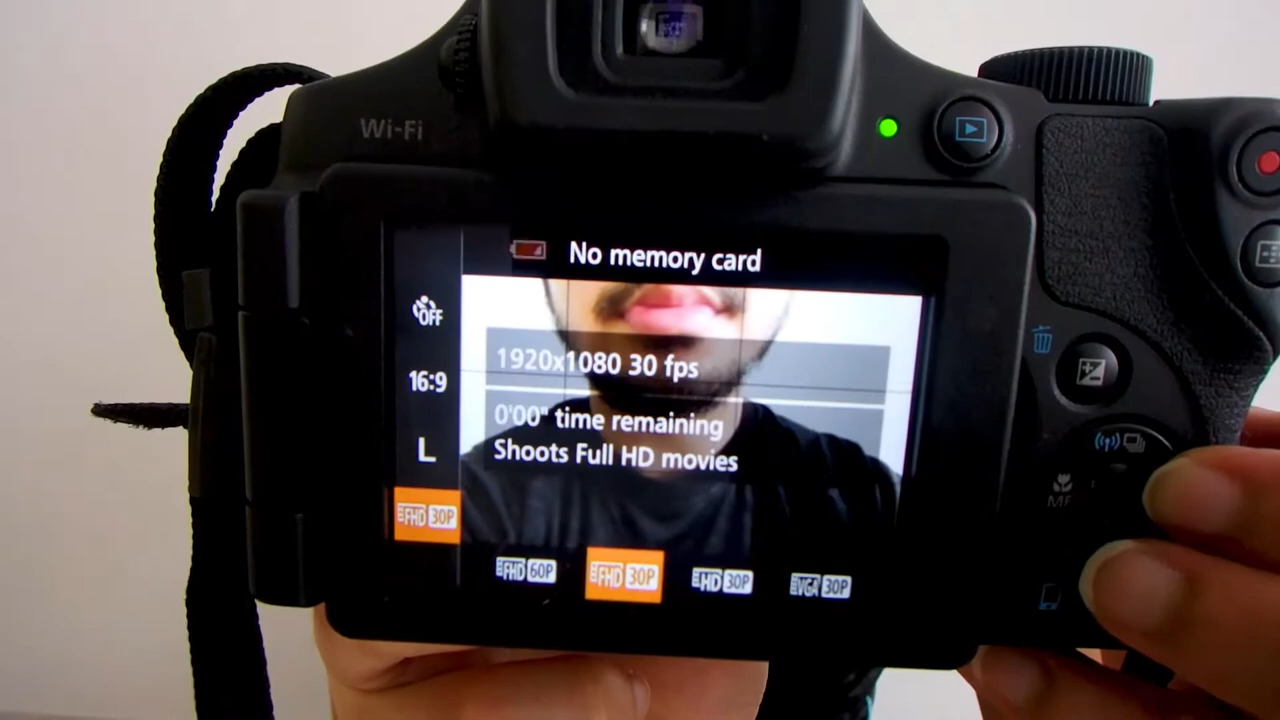 Wi-Fi
No memory card
OFF
16:9
L
FHD 30P
1920x1080 30 fps
0'00" time remaining
Shoots Full HD movies
FHD 60P
FHD 30P
HD 30P
VGA 30P
MF